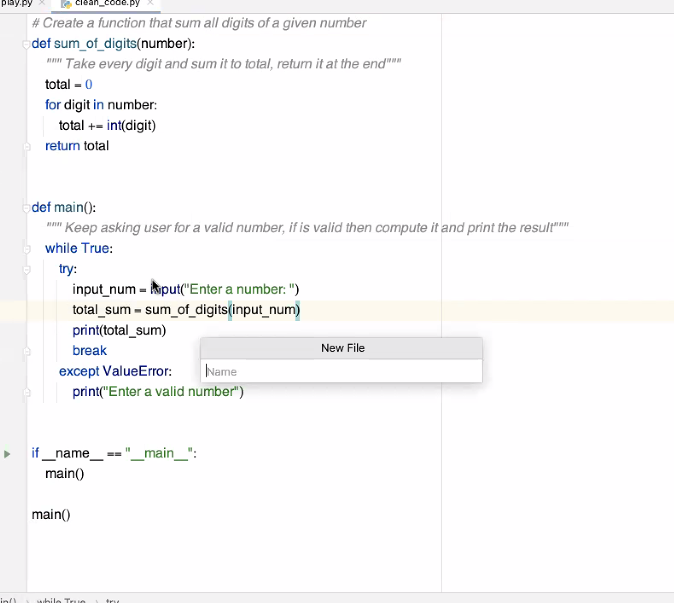 play.py clean_code.py
# Create a function that sum all digits of a given number
def sum_of_digits(number):
""" Take every digit and sum it to total, return it at the end"""
total = 0
for digit in number:
total += int(digit)
return total
def main():
""" Keep asking user for a valid number, if is valid then compute it and print the result"""
while True:
try:
input_num = input("Enter a number: ")
total_sum = sum_of_digits(input_num)
print(total_sum)
New File
break
Name
except ValueError:
print("Enter a valid number")
if __name__ == "__main__":
main()
main()
while True try